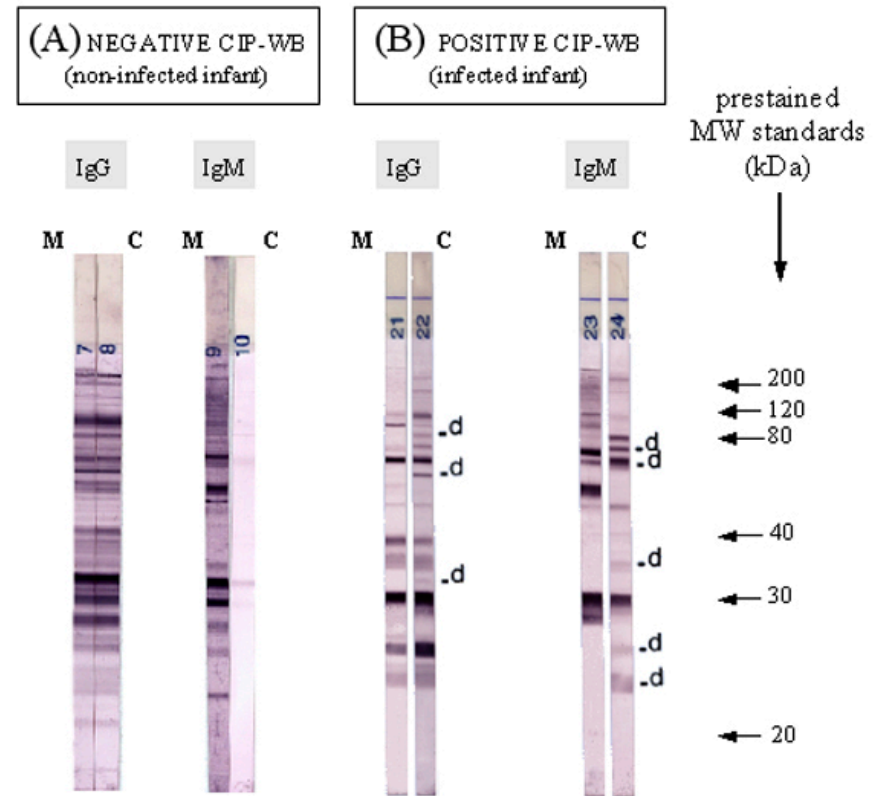 (A) NEGATIVE CIP-WB
(non-infected infant)
(B) POSITIVE CIP-WB
(infected infant)
prestained
MW standards
(kDa)
IgG
IgM
IgG
IgM
M C M C M C M C
7 8 9 10 21 22 23 24
200
120
80
40
30
20
d
d
d
d
d
d
d
d